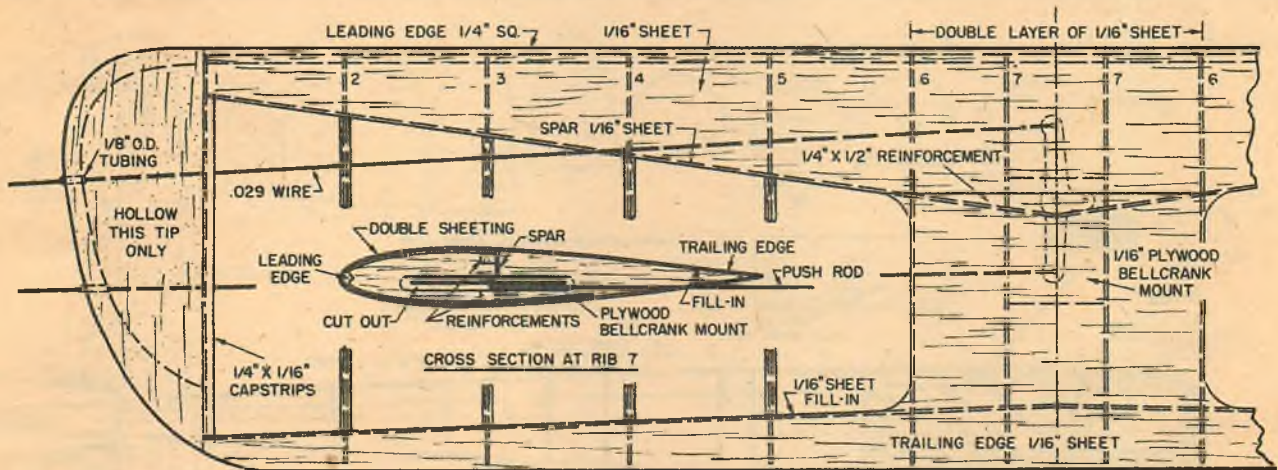 LEADING EDGE 1/4" SQ.
1/16" SHEET
DOUBLE LAYER OF 1/16" SHEET
1
2
3
4
5
6
7
7
6
1/8" O.D.
TUBING
SPAR 1/16" SHEET
1/4" X 1/2" REINFORCEMENT
.029 WIRE
HOLLOW
THIS TIP
ONLY
DOUBLE SHEETING
SPAR
TRAILING EDGE
LEADING
EDGE
PUSH ROD
1/16" PLYWOOD
BELLCRANK
MOUNT
CUT OUT
REINFORCEMENTS
PLYWOOD
BELLCRANK MOUNT
FILL-IN
CROSS SECTION AT RIB 7
1/4" X 1/16"
CAPSTRIPS
1/16" SHEET
FILL-IN
TRAILING EDGE 1/16" SHEET